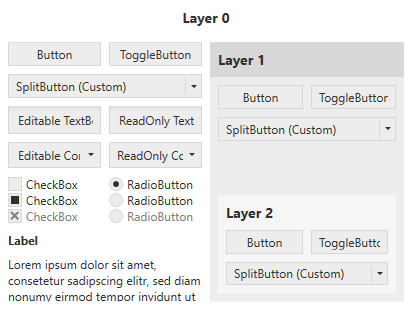 Layer 0
Button ToggleButton
SplitButton (Custom)
Editable TextB ReadOnly Text
Editable Co ReadOnly Cc
CheckBox RadioButton
CheckBox RadioButton
CheckBox RadioButton
Label
Lorem ipsum dolor sit amet,
consetetur sadipscing elitr, sed diam
nonumy eirmod tempor invidunt ut
Layer 1
Button ToggleButtor
SplitButton (Custom)
Layer 2
Button ToggleButtc
SplitButton (Custom)